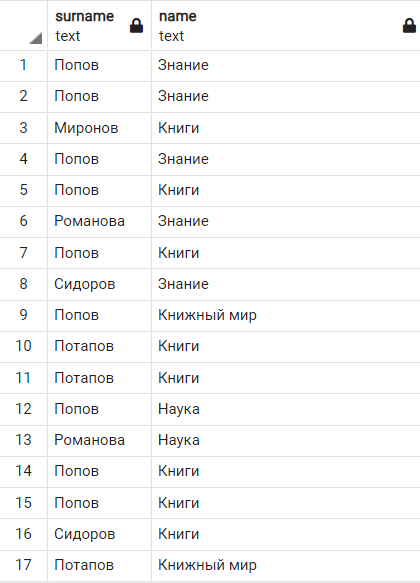 surname name
text text
1 Попов Знание
2 Попов Знание
3 Миронов Книги
4 Попов Знание
5 Попов Книги
6 Романова Знание
7 Попов Книги
8 Сидоров Знание
9 Попов Книжный мир
10 Потапов Книги
11 Потапов Книги
12 Попов Наука
13 Романова Наука
14 Попов Книги
15 Попов Книги
16 Сидоров Книги
17 Потапов Книжный мир